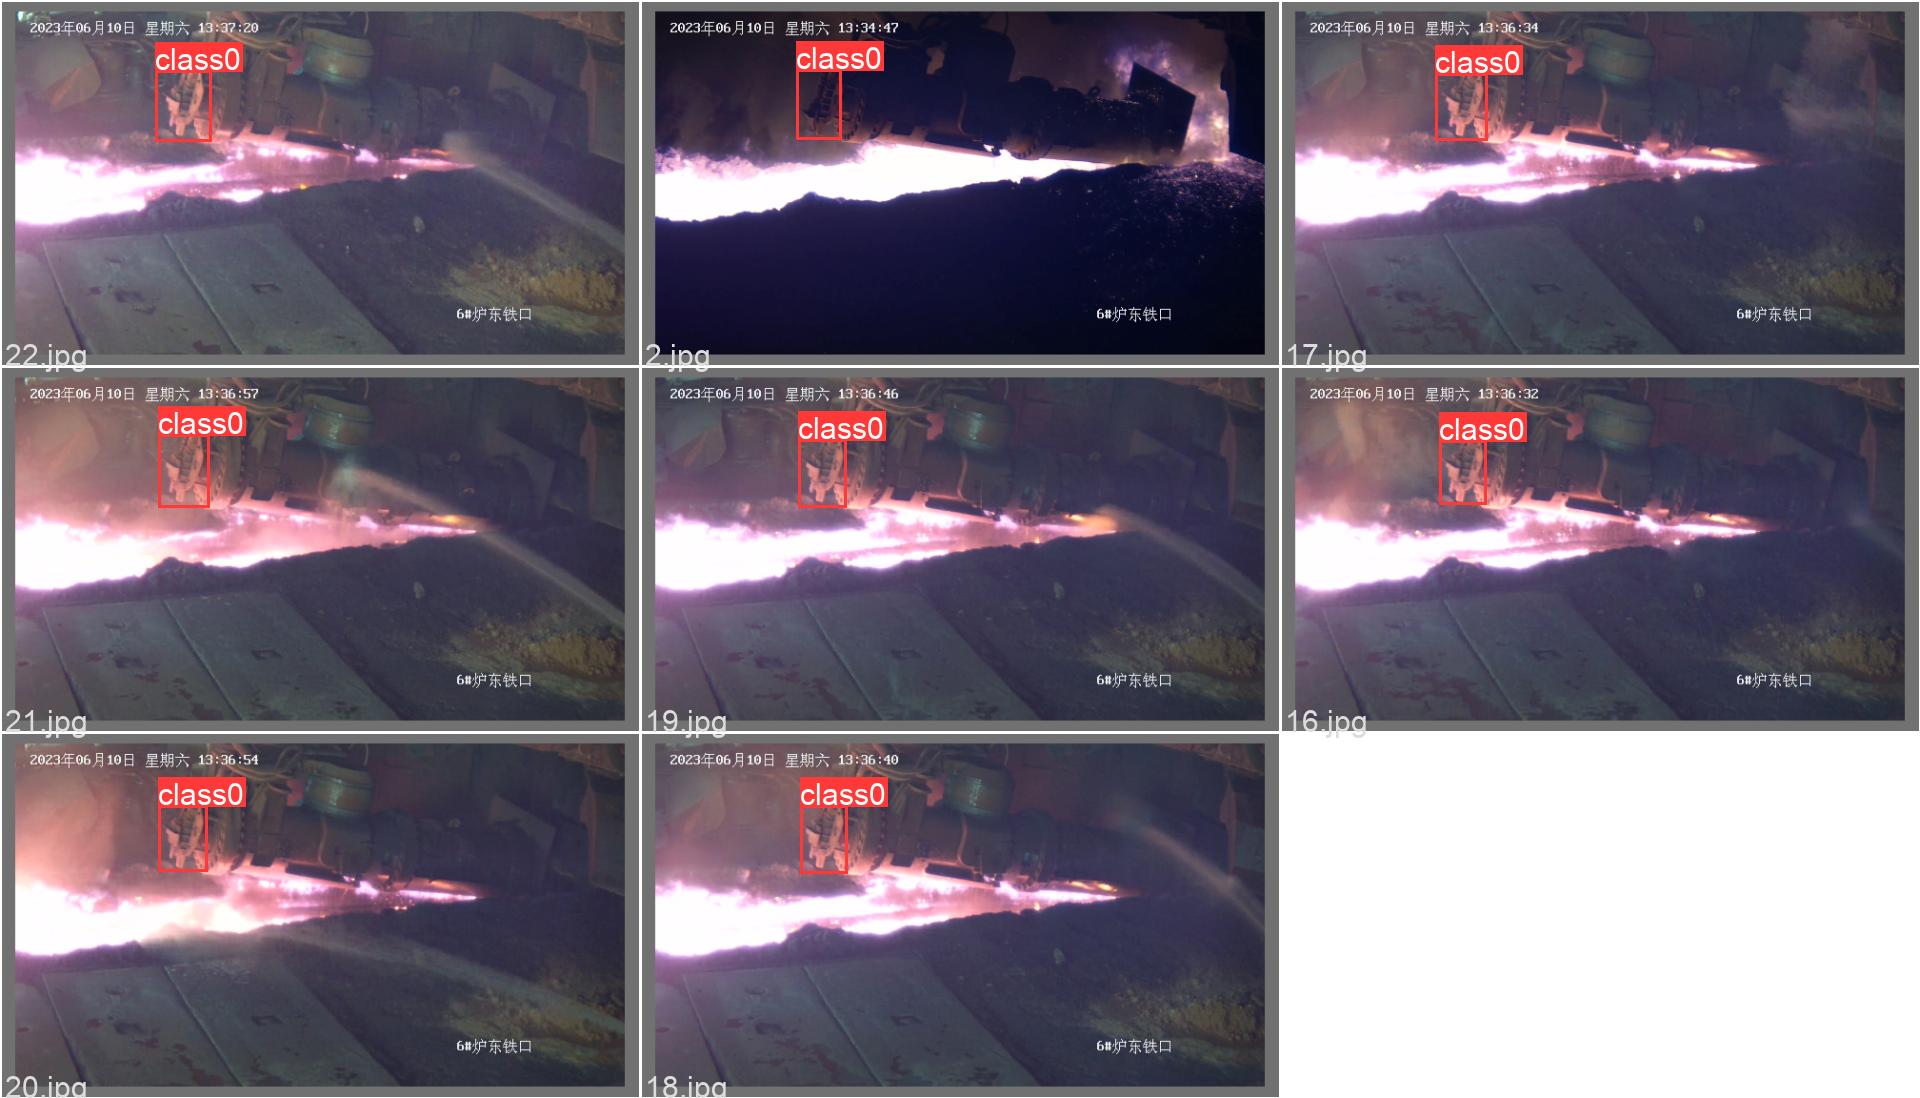 2023年06月10日 星期六 13:37:20
class0
6#炉东铁口
22.jpg
2023年06月10日 星期六 13:34:47
class0
6#炉东铁口
2.jpg
2023年06月10日 星期六 13:36:34
class0
6#炉东铁口
17.jpg
2023年06月10日 星期六 13:36:57
class0
6#炉东铁口
21.jpg
2023年06月10日 星期六 13:36:46
class0
6#炉东铁口
19.jpg
2023年06月10日 星期六 13:36:32
class0
6#炉东铁口
16.jpg
2023年06月10日 星期六 13:36:54
class0
6#炉东铁口
20.jpg
2023年06月10日 星期六 13:36:40
class0
6#炉东铁口
18.jpg